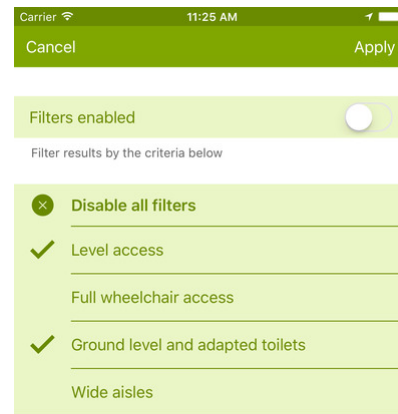 Carrier 11:25 AM
Cancel Apply
Filters enabled
Filter results by the criteria below
Disable all filters
Level access
Full wheelchair access
Ground level and adapted toilets
Wide aisles